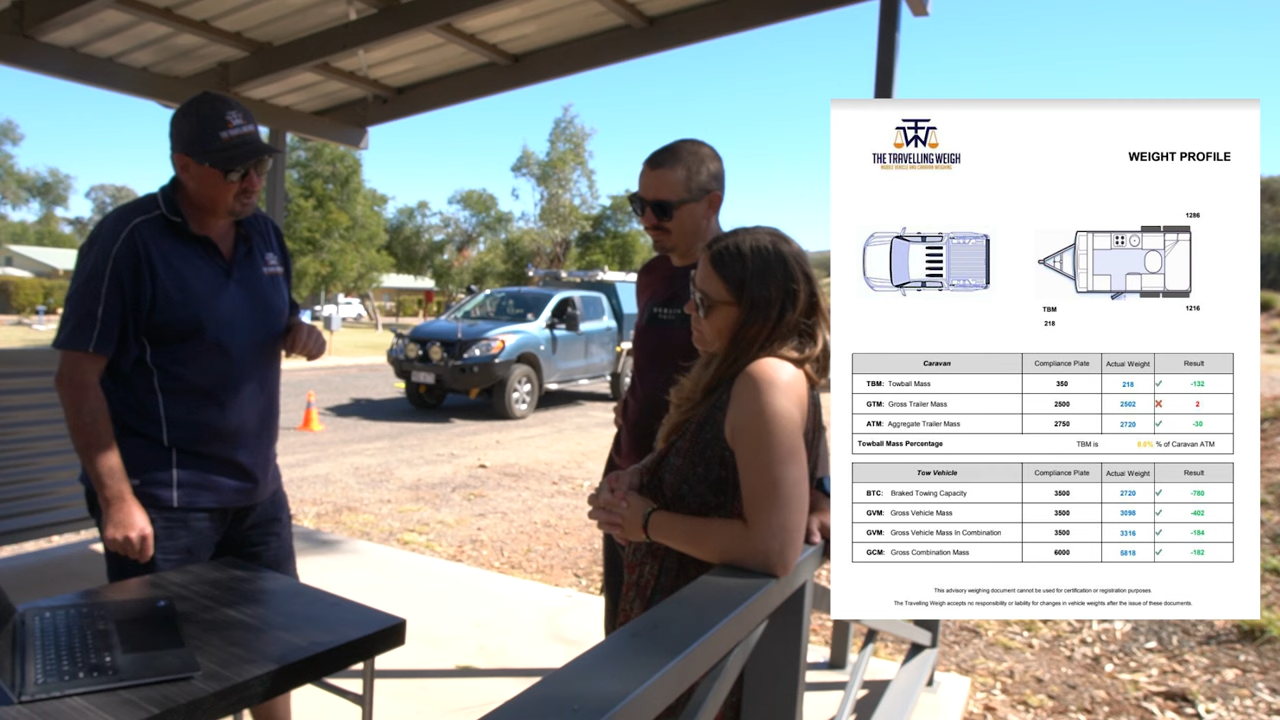 THE TRAVELLING WEIGH
MOBILE VEHICLE AND CARAVAN WEIGHING
WEIGHT PROFILE
1286
TBM
218
1216
Caravan Compliance Plate Actual Weight Result
TBM: Towball Mass 350 218 ✓ -132
GTM: Gross Trailer Mass 2500 2502 ✗ 2
ATM: Aggregate Trailer Mass 2750 2720 ✓ -30
Towball Mass Percentage TBM is 8.0% % of Caravan ATM
Tow Vehicle Compliance Plate Actual Weight Result
BTC: Braked Towing Capacity 3500 2720 ✓ -780
GVM: Gross Vehicle Mass 3500 3098 ✓ -402
GVM: Gross Vehicle Mass In Combination 3500 3316 ✓ -184
GCM: Gross Combination Mass 6000 5818 ✓ -182
This advisory weighing document cannot be used for certification or registration purposes.
The Travelling Weigh accepts no responsibility or liability for changes in vehicle weights after the issue of these documents.